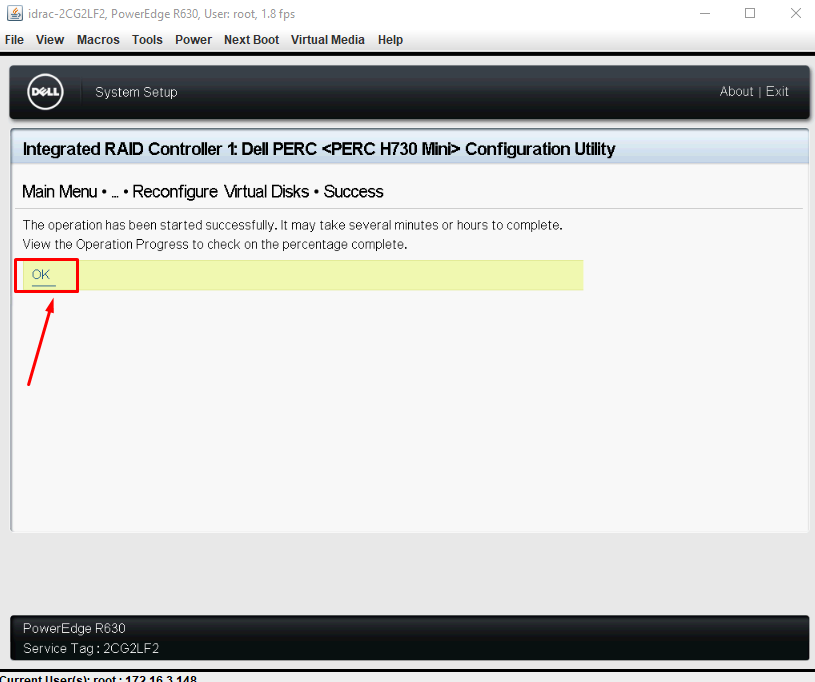 idrac-2CG2LF2, PowerEdge R630, User: root, 1.8 fps
File View Macros Tools Power Next Boot Virtual Media Help
DELL System Setup About | Exit
Integrated RAID Controller 1: Dell PERC <PERC H730 Mini> Configuration Utility
Main Menu • ... • Reconfigure Virtual Disks • Success
The operation has been started successfully. It may take several minutes or hours to complete.
View the Operation Progress to check on the percentage complete.
OK
PowerEdge R630
Service Tag : 2CG2LF2
Current User(s): root : 172.16.3.148